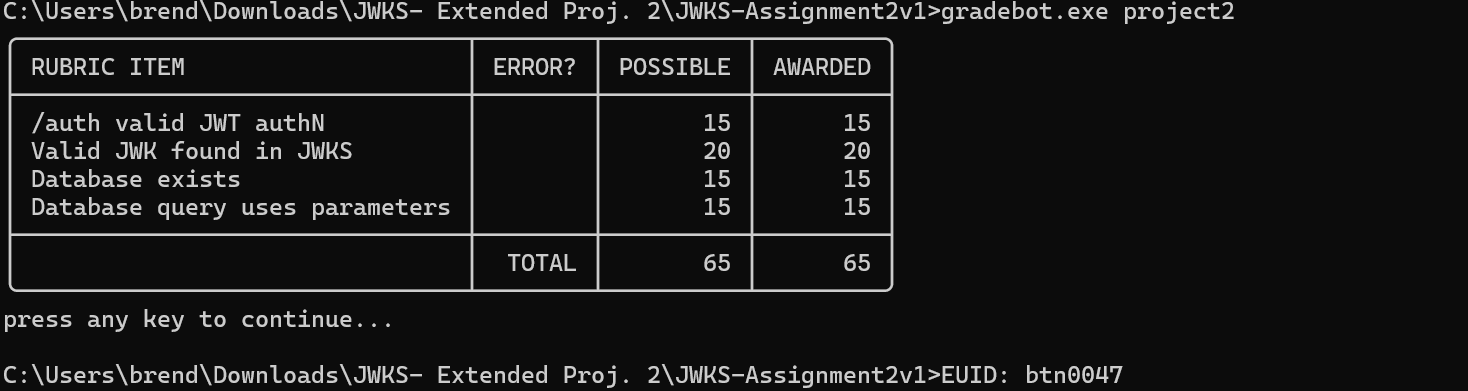 C:\Users\brend\Downloads\JWKS- Extended Proj. 2\JWKS-Assignment2v1>gradebot.exe project2
RUBRIC ITEM ERROR? POSSIBLE AWARDED
/auth valid JWT authN 15 15
Valid JWK found in JWKS 20 20
Database exists 15 15
Database query uses parameters 15 15
TOTAL 65 65
press any key to continue...
C:\Users\brend\Downloads\JWKS- Extended Proj. 2\JWKS-Assignment2v1>EUID: btn0047